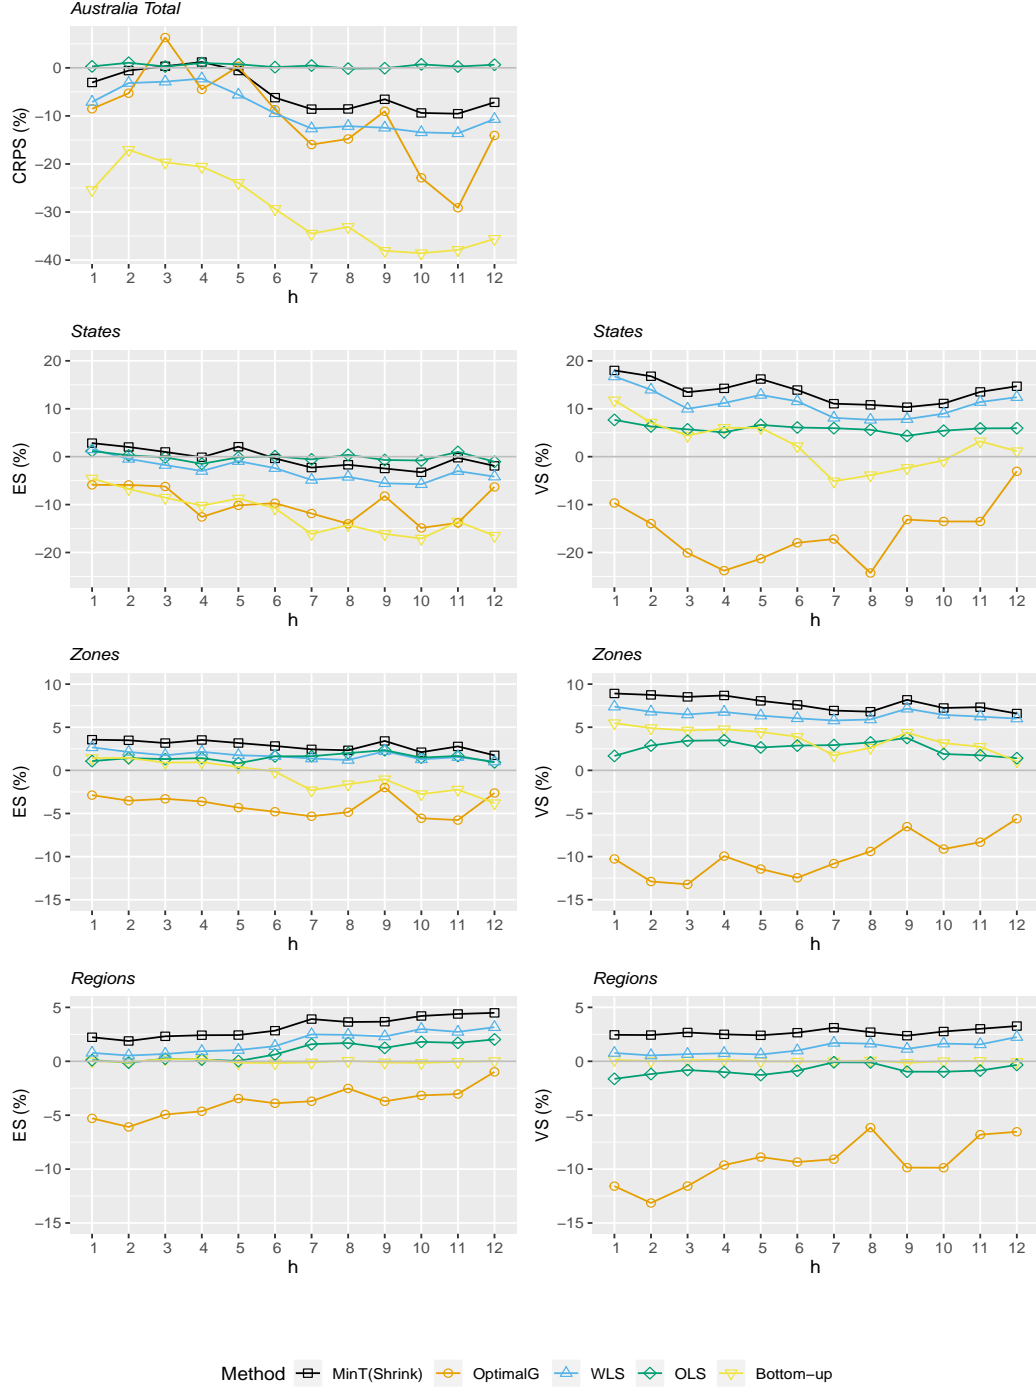 Australia Total
CRPS (%)
0
−10
−20
−30
−40
1 2 3 4 5 6 7 8 9 10 11 12
h
States
ES (%)
20
10
0
−10
−20
1 2 3 4 5 6 7 8 9 10 11 12
h
States
VS (%)
20
10
0
−10
−20
1 2 3 4 5 6 7 8 9 10 11 12
h
Zones
ES (%)
10
5
0
−5
−10
−15
1 2 3 4 5 6 7 8 9 10 11 12
h
Zones
VS (%)
10
5
0
−5
−10
−15
1 2 3 4 5 6 7 8 9 10 11 12
h
Regions
ES (%)
5
0
−5
−10
−15
1 2 3 4 5 6 7 8 9 10 11 12
h
Regions
VS (%)
5
0
−5
−10
−15
1 2 3 4 5 6 7 8 9 10 11 12
h
Method MinT(Shrink) OptimalG WLS OLS Bottom−up